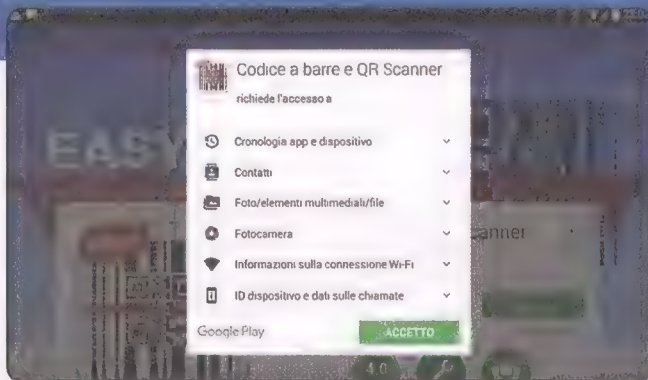 EASY
Codice a barre e QR Scanner
richiede l'accesso a
Cronologia app e dispositivo
Contatti
Foto/elementi multimediali/file
Fotocamera
Informazioni sulla connessione Wi-Fi
ID dispositivo e dati sulle chiamate
Google Play
ACCETTO
canner
4.0